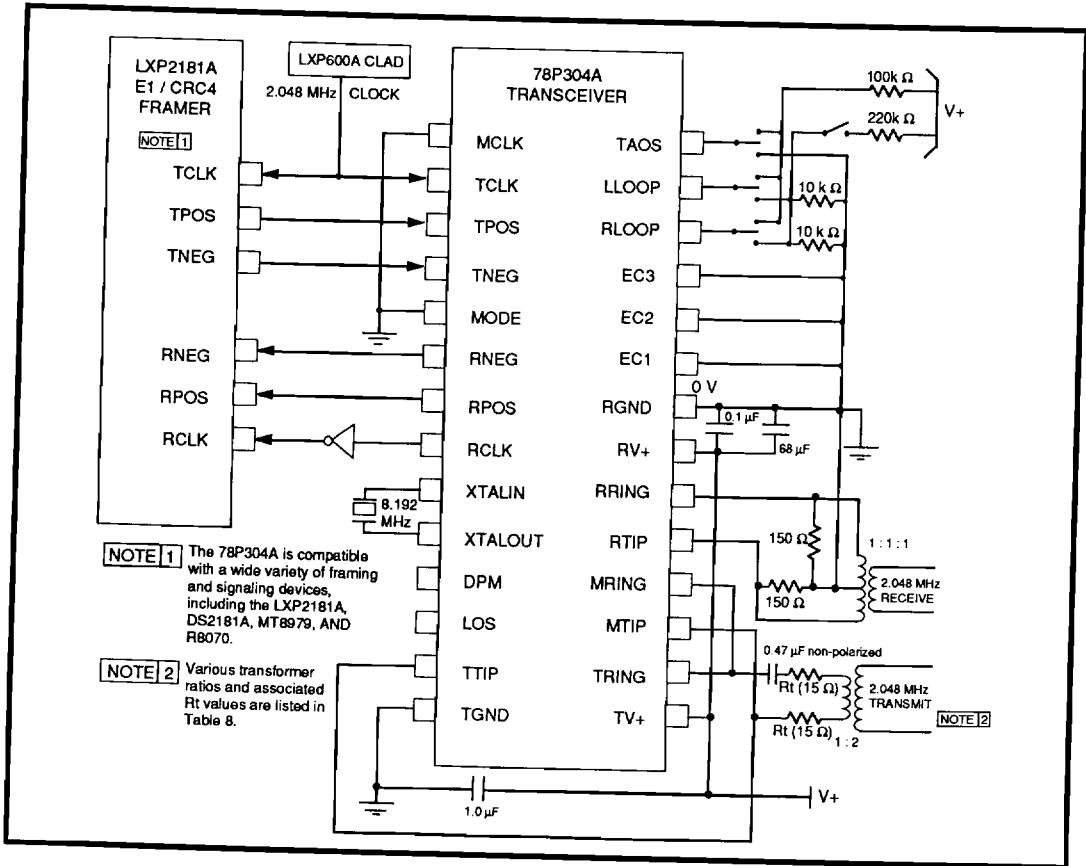 LXP2181A
E1 / CRC4
FRAMER
NOTE 1
TCLK
TPOS
TNEG
RNEG
RPOS
RCLK
LXP600A CLAD
2.048 MHz CLOCK
78P304A
TRANSCEIVER
MCLK
TCLK
TPOS
TNEG
MODE
RNEG
RPOS
RCLK
XTALIN
XTALOUT
DPM
LOS
TTIP
TGND
TAOS
LLOOP
RLOOP
EC3
EC2
EC1
RGND
RV+
RRING
RTIP
MRING
MTIP
TRING
TV+
8.192
MHz
100k Ω
220k Ω
V+
10 k Ω
10 k Ω
0 V
0.1 µF
68 µF
150 Ω
150 Ω
1 : 1 : 1
2.048 MHz
RECEIVE
0.47 µF non-polarized
Rt (15 Ω)
Rt (15 Ω)
1 : 2
2.048 MHz
TRANSMIT
NOTE 2
V+
1.0 µF
NOTE 1 The 78P304A is compatible
with a wide variety of framing
and signaling devices,
including the LXP2181A,
DS2181A, MT8979, AND
R8070.
NOTE 2 Various transformer
ratios and associated
Rt values are listed in
Table 8.